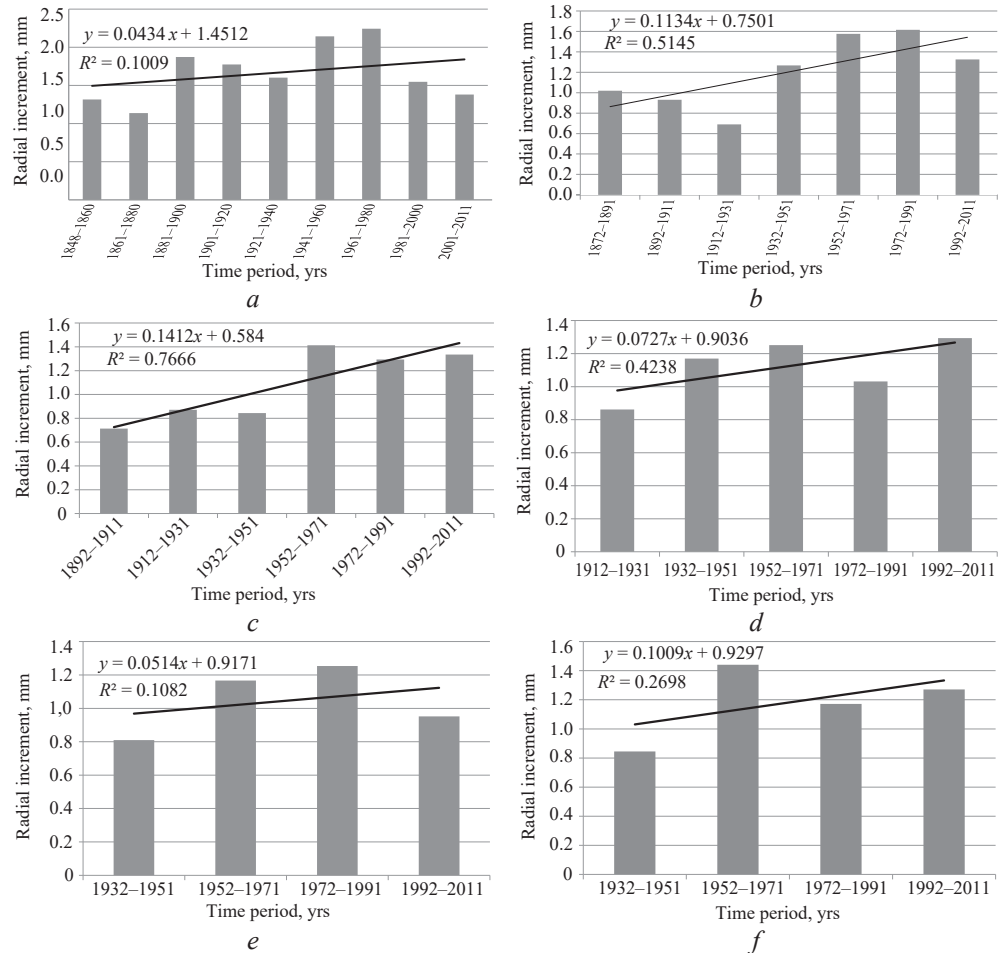 Radial increment, mm
2.5
2.0
1.5
1.0
0.5
0.0
y = 0.0434x + 1.4512
R² = 0.1009
1848–1860
1861–1880
1881–1900
1901–1920
1921–1940
1941–1960
1961–1980
1981–2000
2001–2011
Time period, yrs
a
Radial increment, mm
1.8
1.6
1.4
1.2
1.0
0.8
0.6
0.4
0.2
0.0
y = 0.1134x + 0.7501
R² = 0.5145
1872–1891
1892–1911
1912–1931
1932–1951
1952–1971
1972–1991
1992–2011
Time period, yrs
b
Radial increment, mm
1.6
1.4
1.2
1.0
0.8
0.6
0.4
0.2
0
y = 0.1412x + 0.584
R² = 0.7666
1892–1911
1912–1931
1932–1951
1952–1971
1972–1991
1992–2011
Time period, yrs
c
Radial increment, mm
1.4
1.2
1.0
0.8
0.6
0.4
0.2
0
y = 0.0727x + 0.9036
R² = 0.4238
1912–1931 1932–1951 1952–1971 1972–1991 1992–2011
Time period, yrs
d
Radial increment, mm
1.4
1.2
1.0
0.8
0.6
0.4
0.2
0
y = 0.0514x + 0.9171
R² = 0.1082
1932–1951 1952–1971 1972–1991 1992–2011
Time period, yrs
e
Radial increment, mm
1.6
1.4
1.2
1.0
0.8
0.6
0.4
0.2
0
y = 0.1009x + 0.9297
R² = 0.2698
1932–1951 1952–1971 1972–1991 1992–2011
Time period, yrs
f